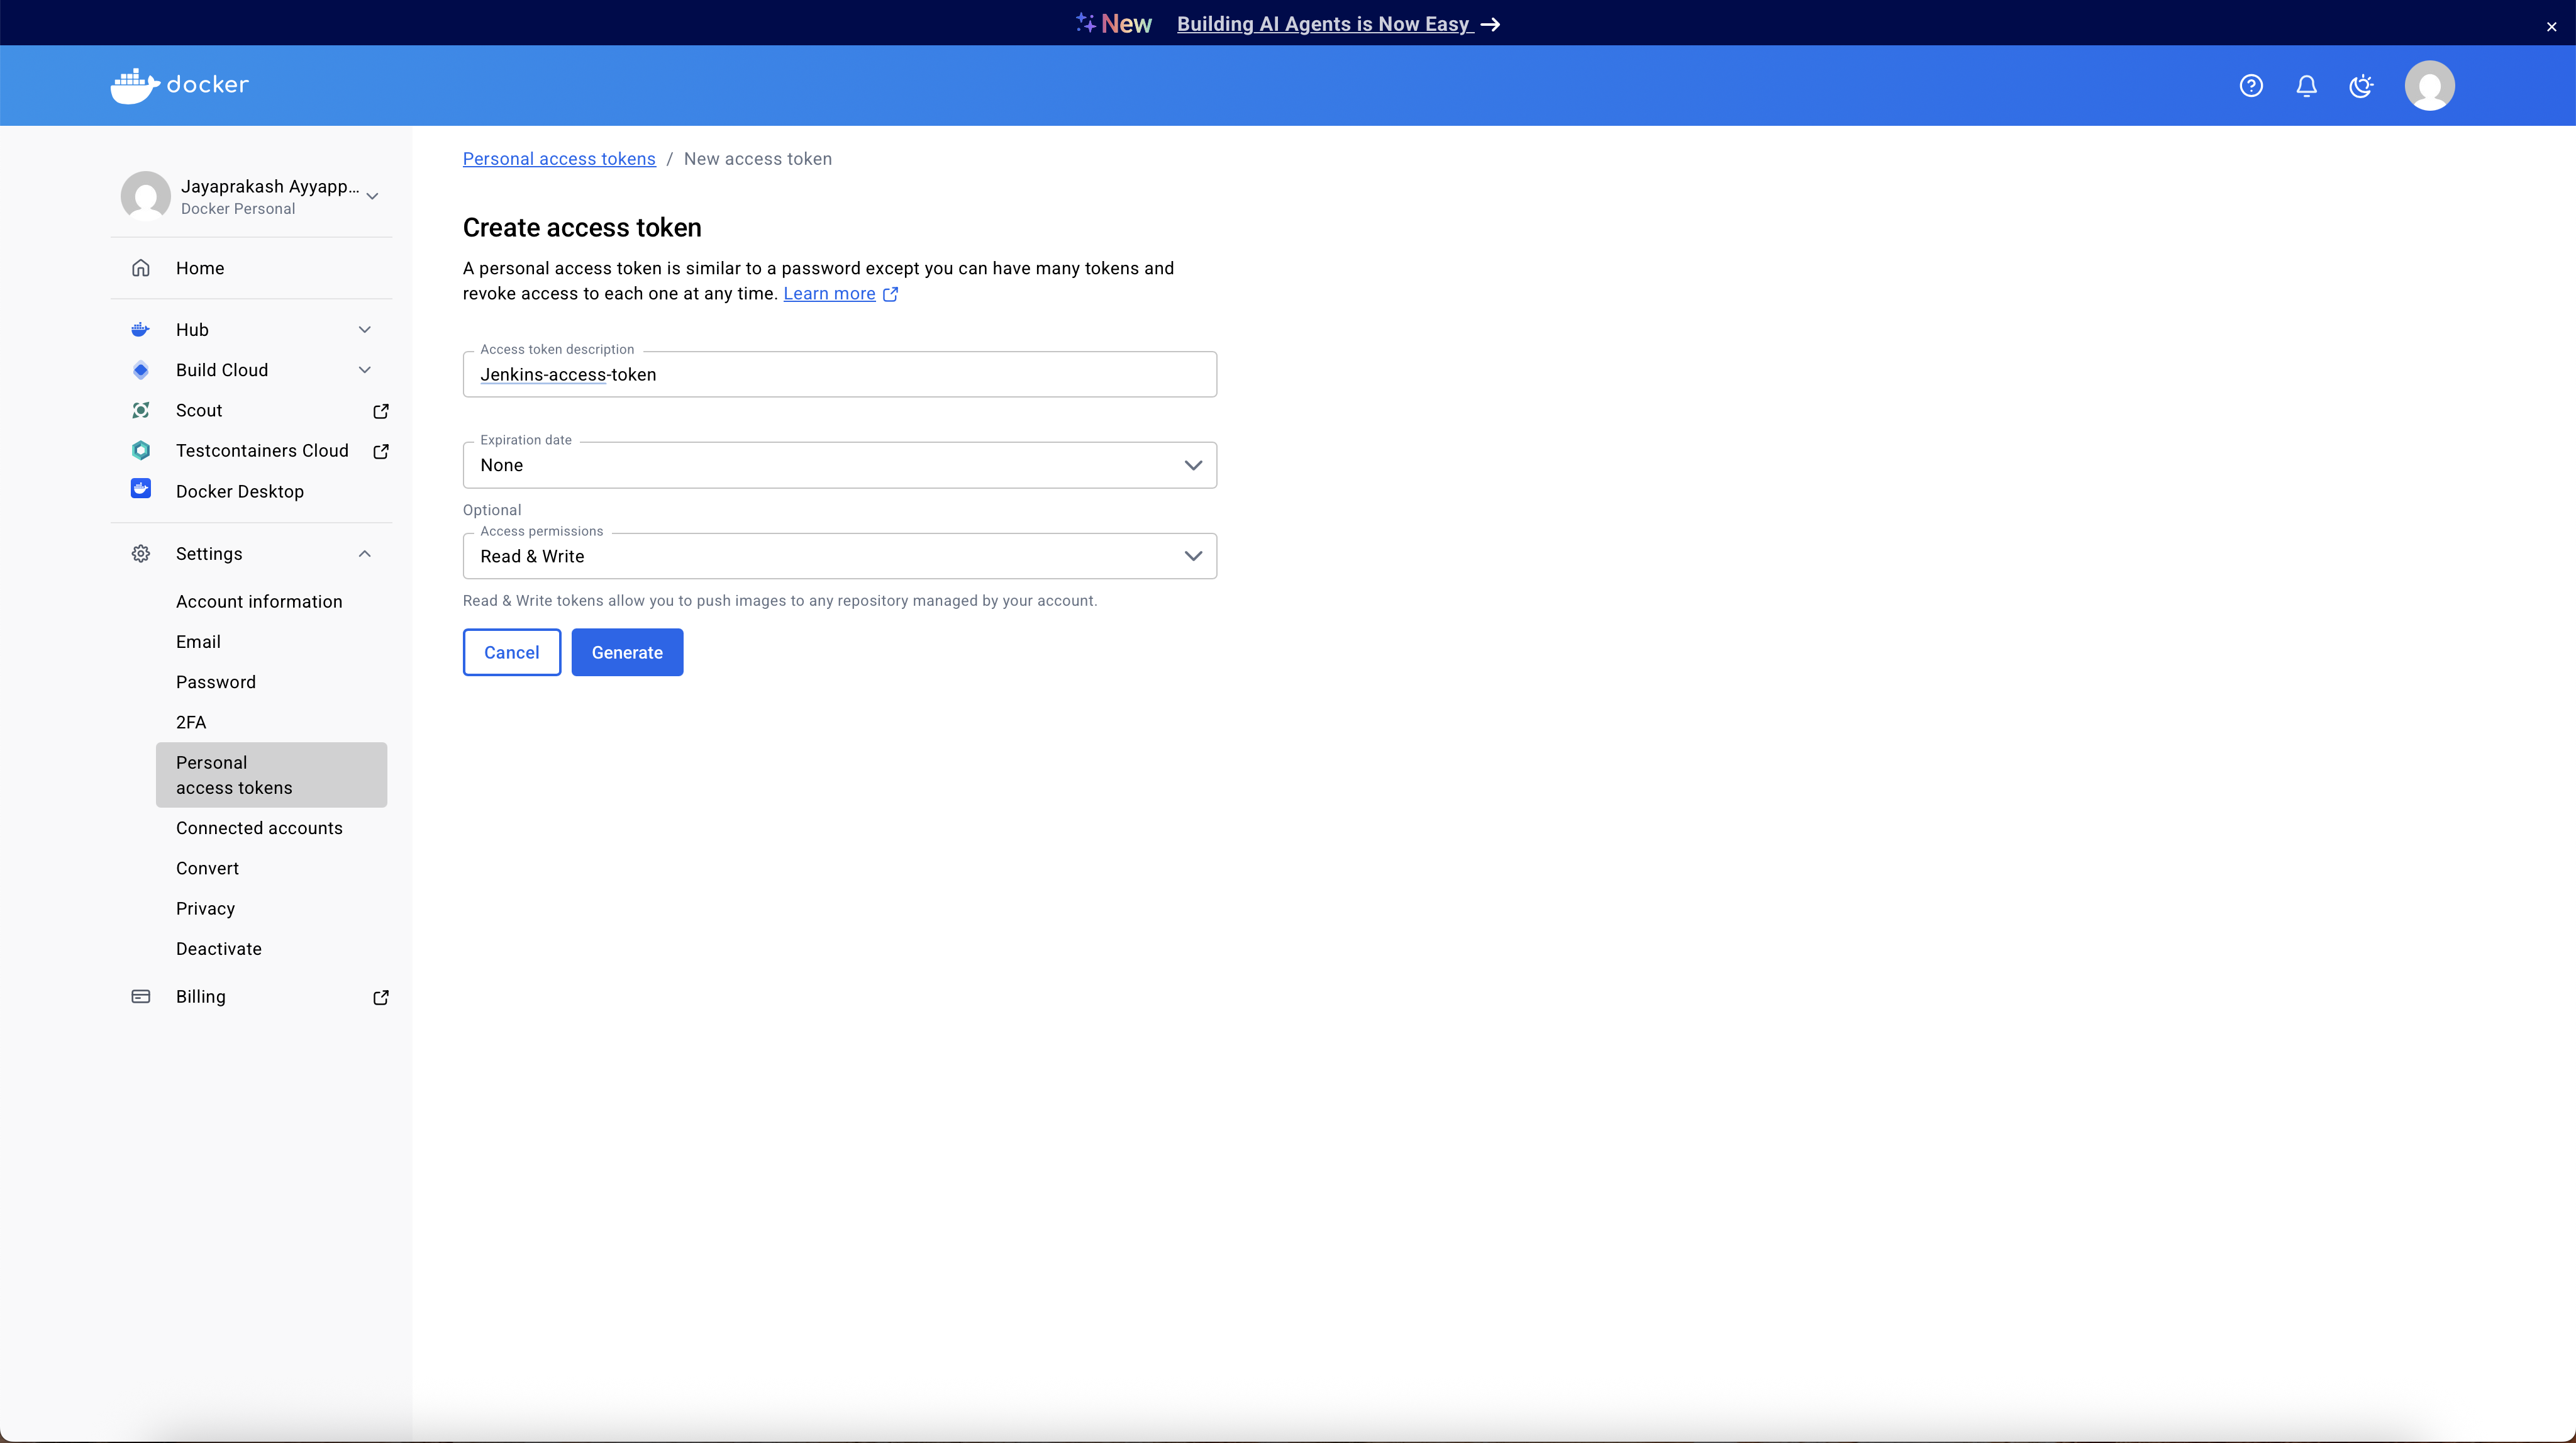 New Building AI Agents is Now Easy
docker
Jayaprakash Ayyapp...
Docker Personal
Home
Hub
Build Cloud
Scout
Testcontainers Cloud
Docker Desktop
Settings
Account information
Email
Password
2FA
Personal
access tokens
Connected accounts
Convert
Privacy
Deactivate
Billing
Personal access tokens / New access token
Create access token
A personal access token is similar to a password except you can have many tokens and
revoke access to each one at any time. Learn more
Access token description
Jenkins-access-token
Expiration date
None
Optional
Access permissions
Read & Write
Read & Write tokens allow you to push images to any repository managed by your account.
Cancel Generate